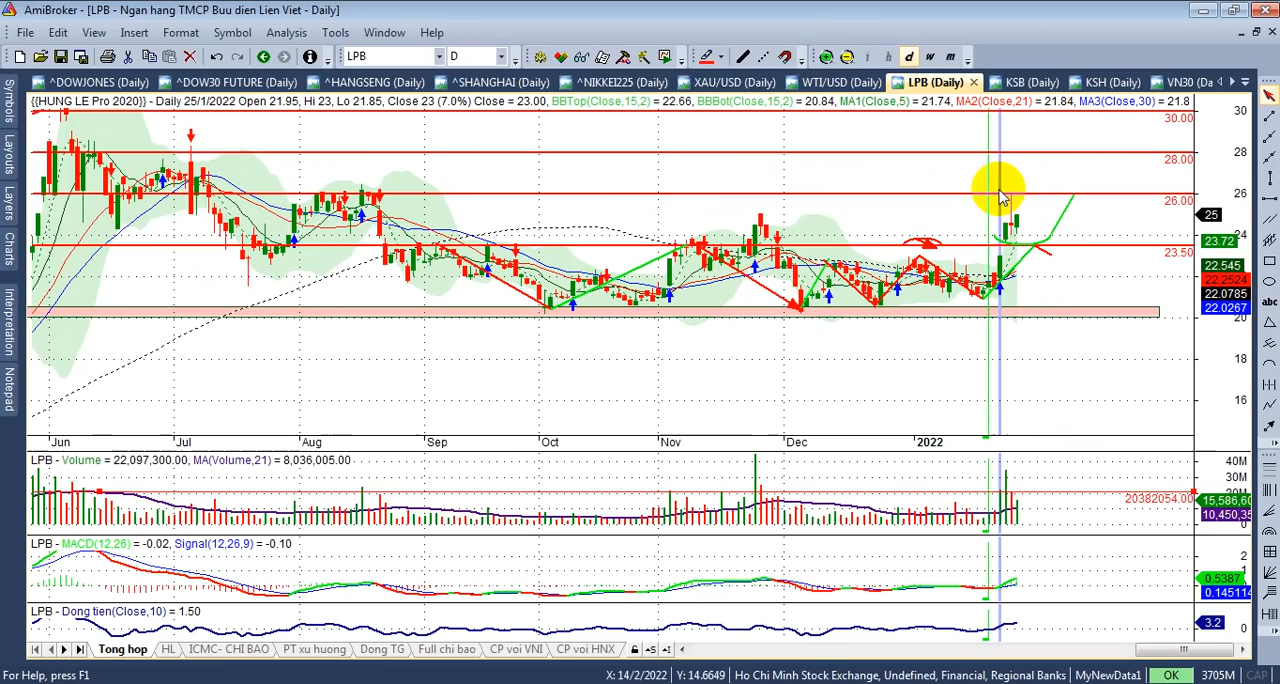 AmiBroker - [LPB - Ngan hang TMCP Buu dien Lien Viet - Daily]
File Edit View Insert Format Symbol Analysis Tools Window Help
LPB D i h d w m
^DOWJONES (Daily) ^DOW30 FUTURE (Daily) ^HANGSENG (Daily) ^SHANGHAI (Daily) ^NIKKEI225 (Daily) XAU/USD (Daily) WTI/USD (Daily) LPB (Daily) KSB (Daily) KSH (Daily) VN30 (Da
{{HUNG LE Pro 2020}} - Daily 25/1/2022 Open 21.95, Hi 23, Lo 21.85, Close 23 (7.0%) Close = 23.00, BBTop(Close,15,2) = 22.66, BBBot(Close,15,2) = 20.84, MA1(Close,5) = 21.74, MA2(Close,21) = 21.84, MA3(Close,30) = 21.8
Symbols
Layouts
Layers
Charts
Interpretation
Notepad
abc
30
30.00
28
28.00
26
26.00
25
24
23.72
23.50
22.545
22.2524
22.0785
22.0267
20
18
16
Jun Jul Aug Sep Oct Nov Dec 2022
LPB - Volume = 22,097,300.00, MA(Volume,21) = 8,036,005.00
40M
30M
20382054.00
15,586,60
10,450,35
0
LPB - MACD(12,26) = -0.02, Signal(12,26,9) = -0.10
2
1
0.5387
0.145114
LPB - Dong tien(Close,10) = 1.50
3.2
0
Tong hop HL ICMC- CHI BAO PT xu huong Dong TG Full chi bao CP voi VNI CP voi HNX
For Help, press F1 X: 14/2/2022 Y: 14.6649 Ho Chi Minh Stock Exchange, Undefined, Financial, Regional Banks MyNewData1 OK 3705M CAP